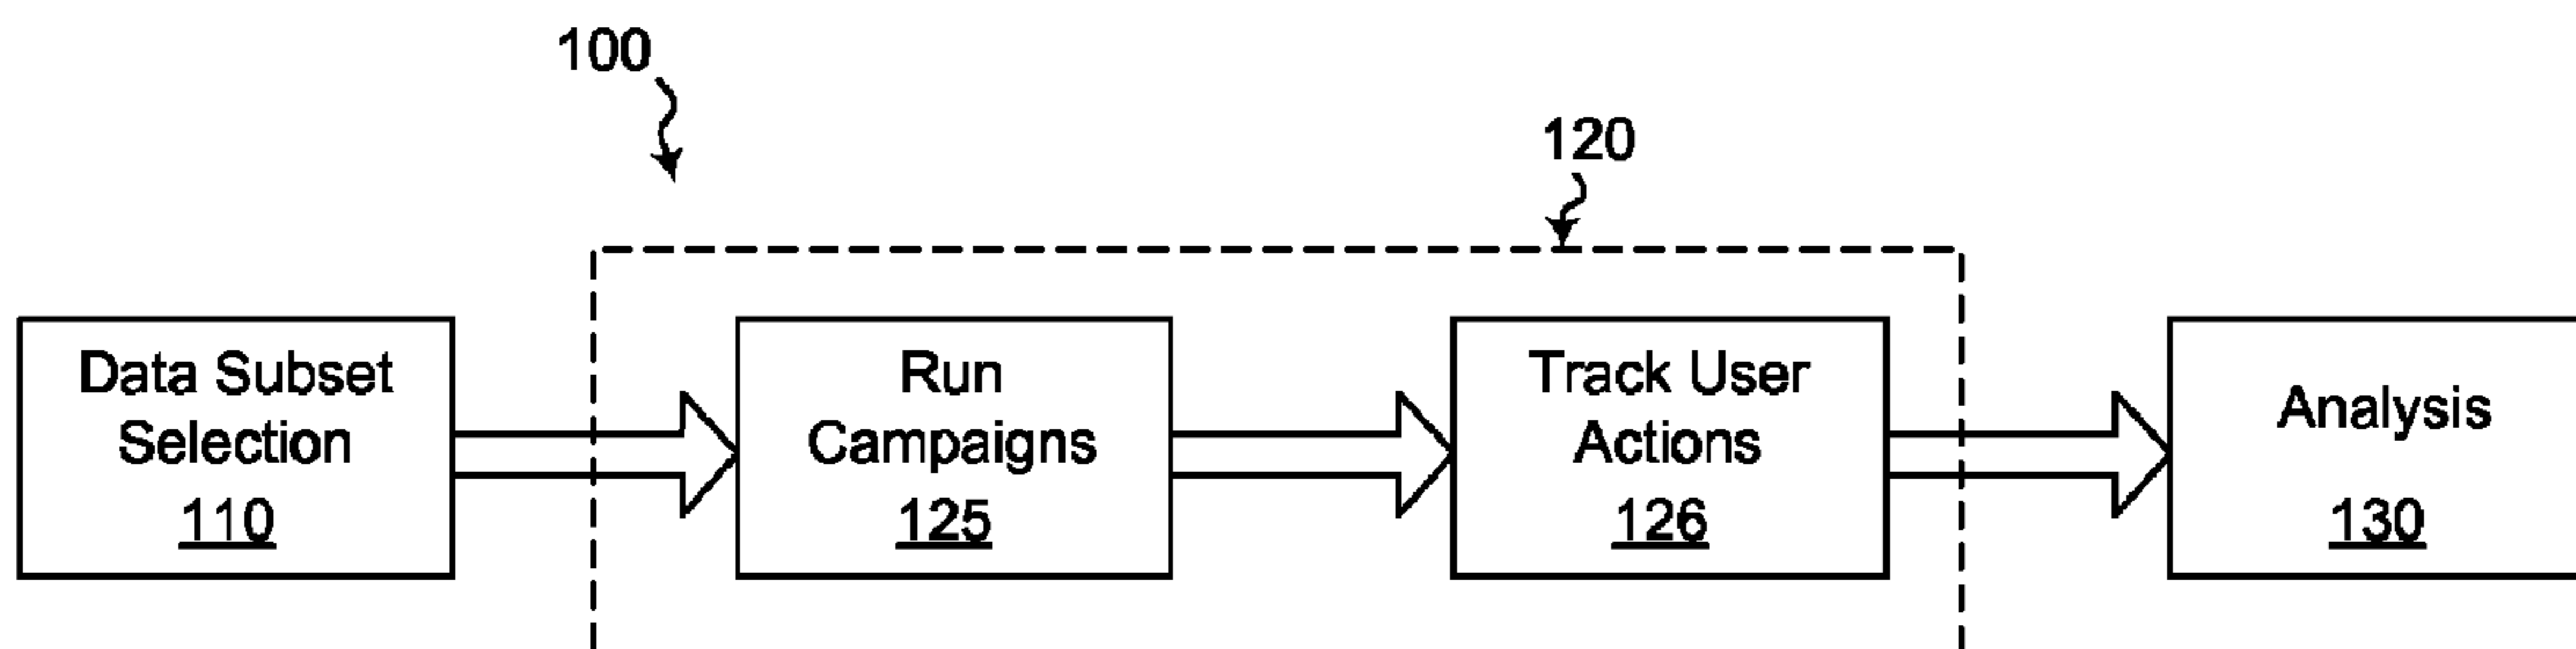 100
120
Data Subset
Selection
110
Run
Campaigns
125
Track User
Actions
126
Analysis
130